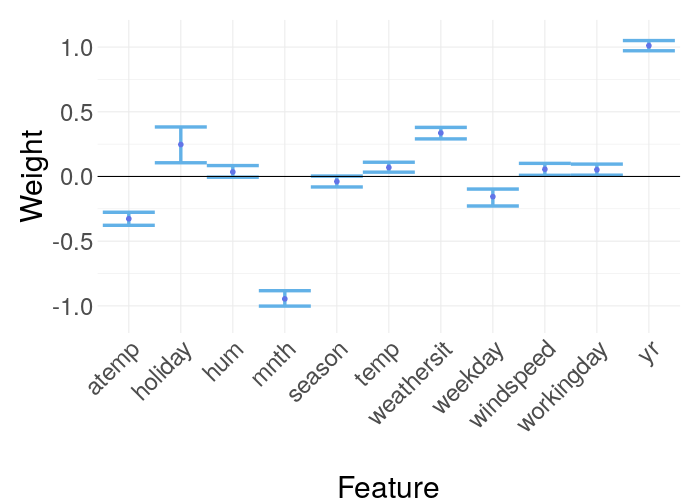 1.0
0.5
0.0
-0.5
-1.0
Weight
atemp
holiday
hum
mnth
season
temp
weathersit
weekday
windspeed
workingday
yr
Feature